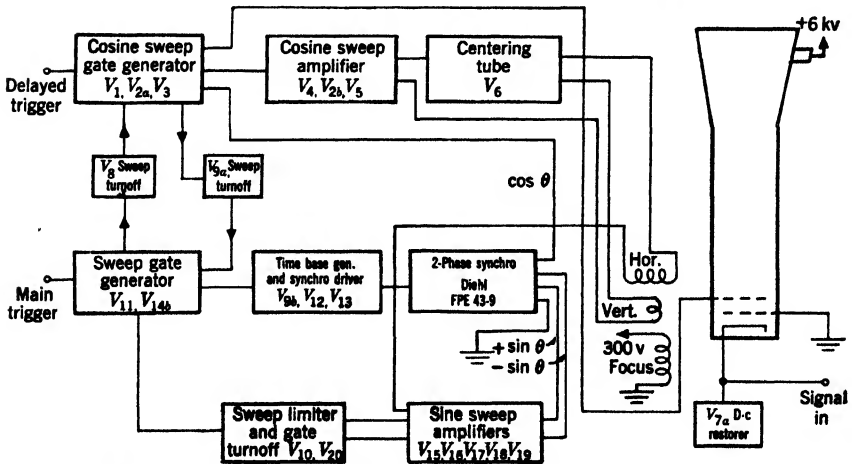 Delayed trigger
Cosine sweep
gate generator
V1, V2a, V3
Cosine sweep
amplifier
V4, V2b, V5
Centering
tube
V6
+6 kv
V8 Sweep
turnoff
V9a, Sweep
turnoff
cos θ
Main
trigger
Sweep gate
generator
V11, V14b
Time base gen.
and synchro driver
V9b, V12, V13
2-Phase synchro
Diehl
FPE 43-9
Hor.
Vert.
300 v
Focus
+ sin θ
− sin θ
Sweep limiter
and gate
turnoff V10, V20
Sine sweep
amplifiers
V15V16,V17,V18,V19
V7a D-c
restorer
Signal
in